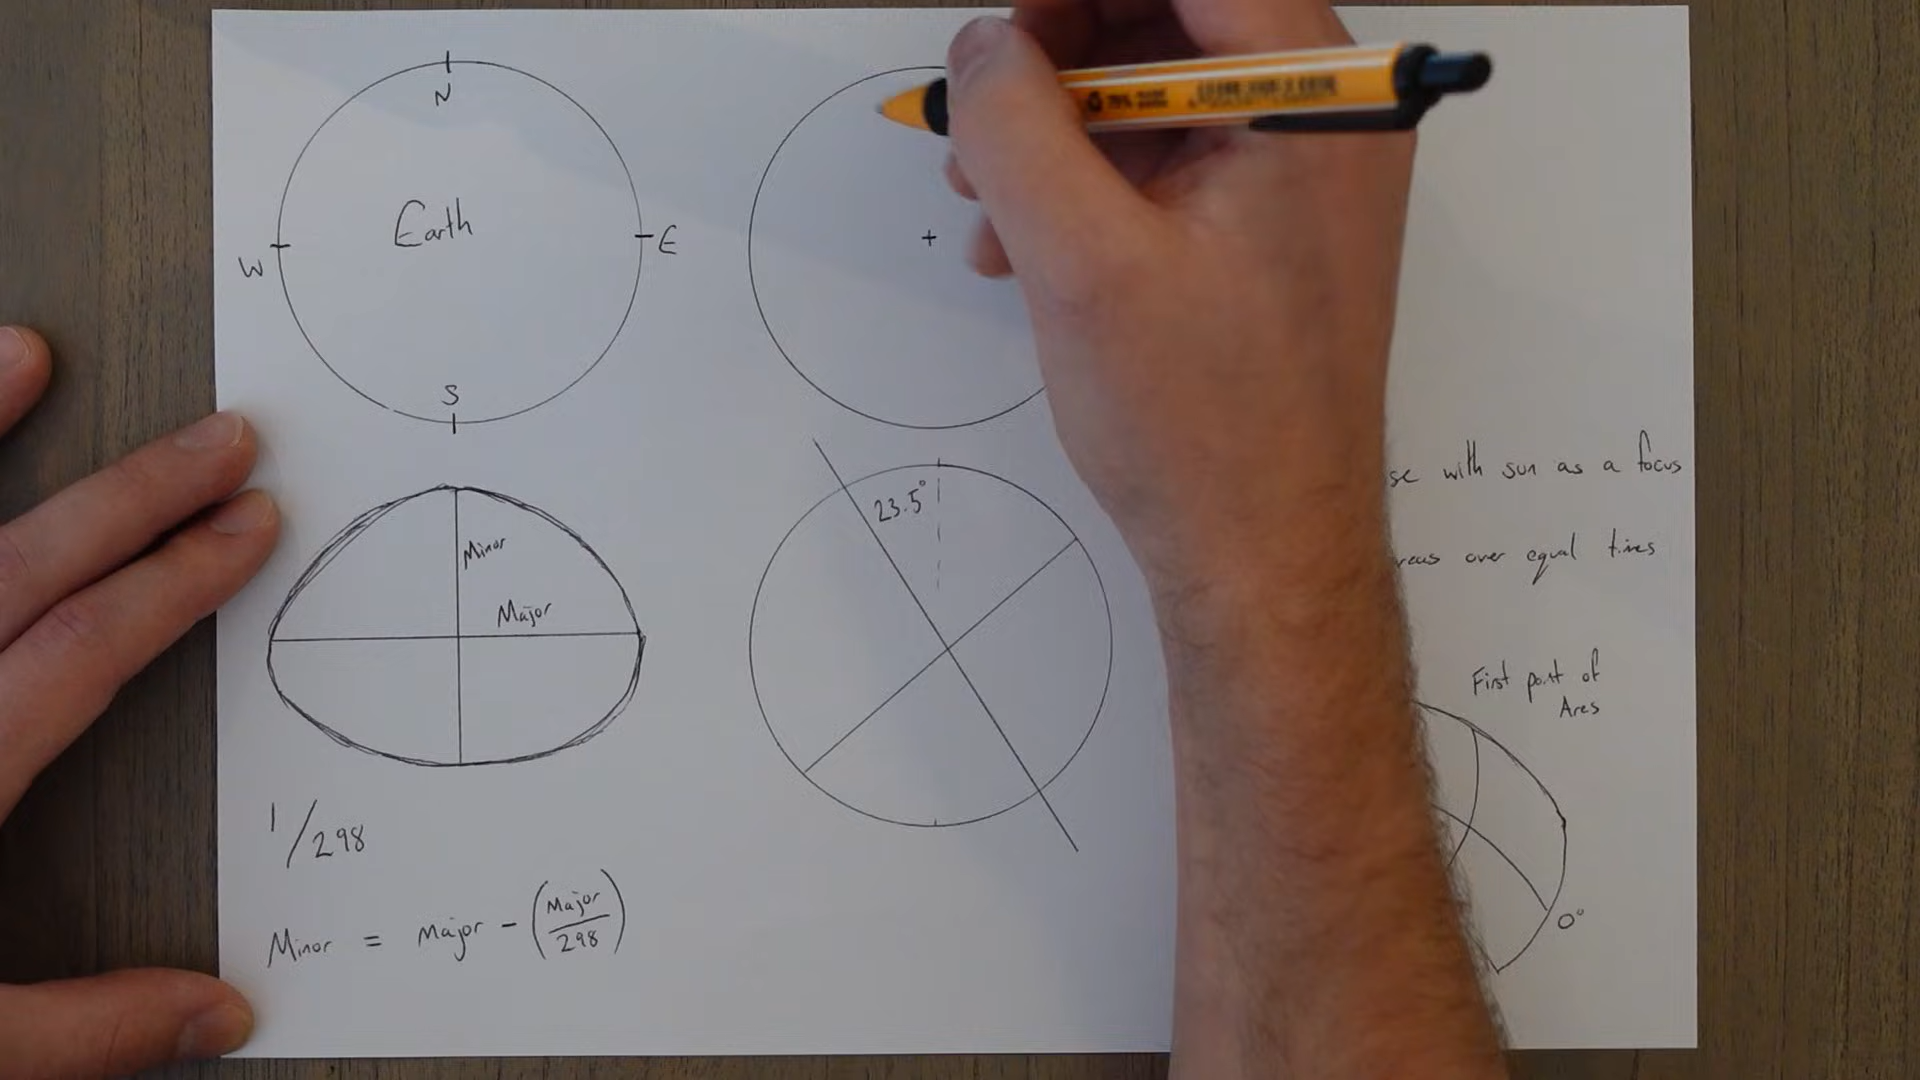 N
Earth
W
E
S
23.5°
Minor
Major
with sun as a focus
over equal times
First point of
Aries
1/298
Minor = Major - (Major/298)
0°